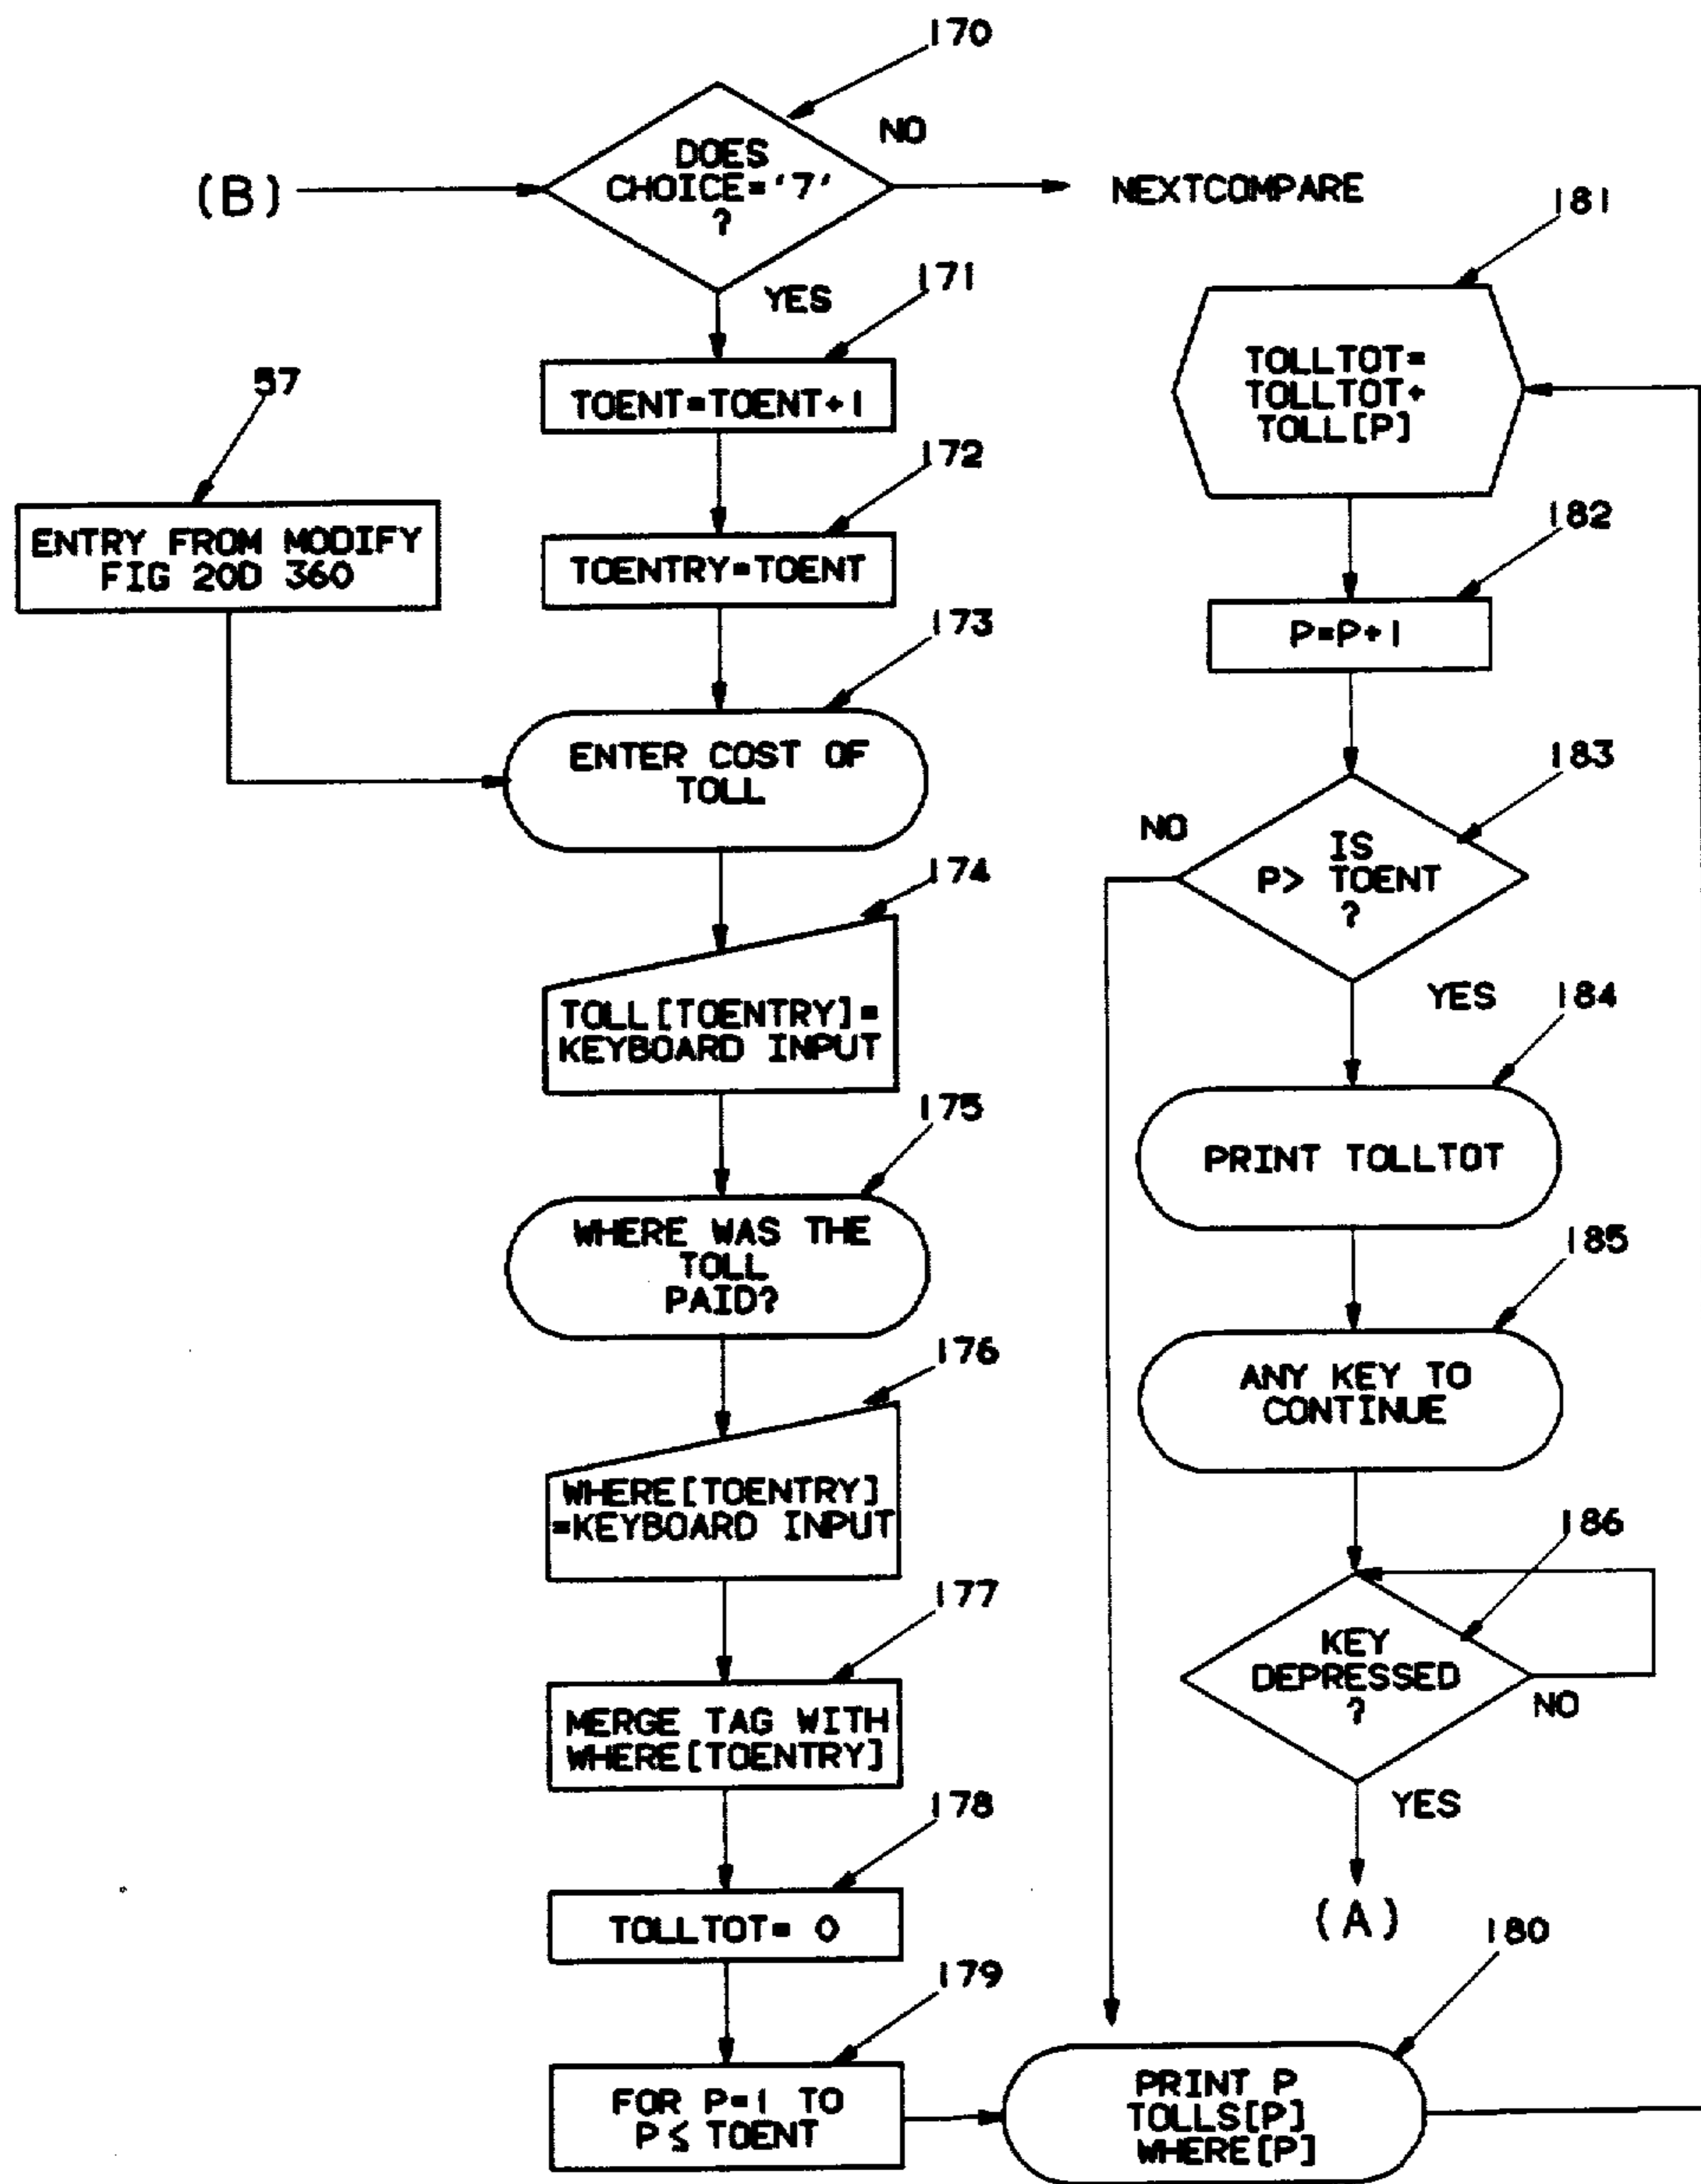 170
DOES
CHOICE='7'
?
NO
(B)
NEXTCOMPARE
YES
171
TOENT=TOENT+1
57
ENTRY FROM MODIFY
FIG 20D 360
172
TOENTRY=TOENT
173
ENTER COST OF
TOLL
174
TOLL[TOENTRY]=
KEYBOARD INPUT
175
WHERE WAS THE
TOLL
PAID?
176
WHERE[TOENTRY]
=KEYBOARD INPUT
177
MERGE TAG WITH
WHERE[TOENTRY]
178
TOLLTOT= 0
179
FOR P=1 TO
P≤ TOENT
180
PRINT P
TOLLS[P]
WHERE[P]
181
TOLLTOT=
TOLLTOT+
TOLL[P]
182
P=P+1
183
NO
IS
P> TOENT
?
YES
184
PRINT TOLLTOT
185
ANY KEY TO
CONTINUE
186
KEY
DEPRESSED
?
NO
YES
(A)